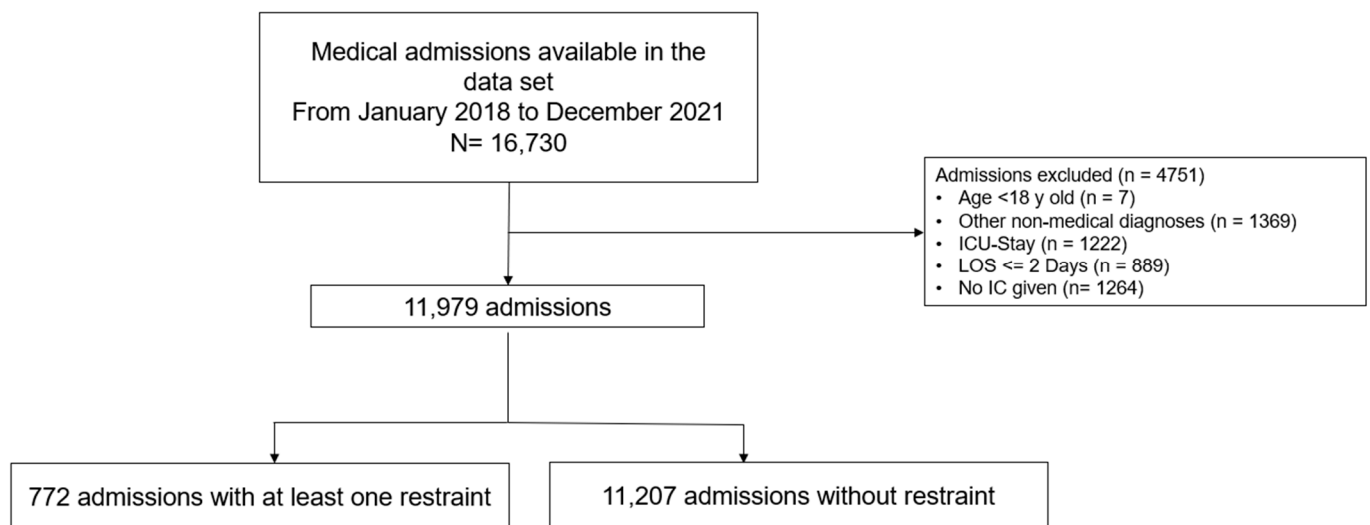 Medical admissions available in the
data set
From January 2018 to December 2021
N= 16,730
Admissions excluded (n = 4751)
• Age <18 y old (n = 7)
• Other non-medical diagnoses (n = 1369)
• ICU-Stay (n = 1222)
• LOS <= 2 Days (n = 889)
• No IC given (n= 1264)
11,979 admissions
772 admissions with at least one restraint
11,207 admissions without restraint